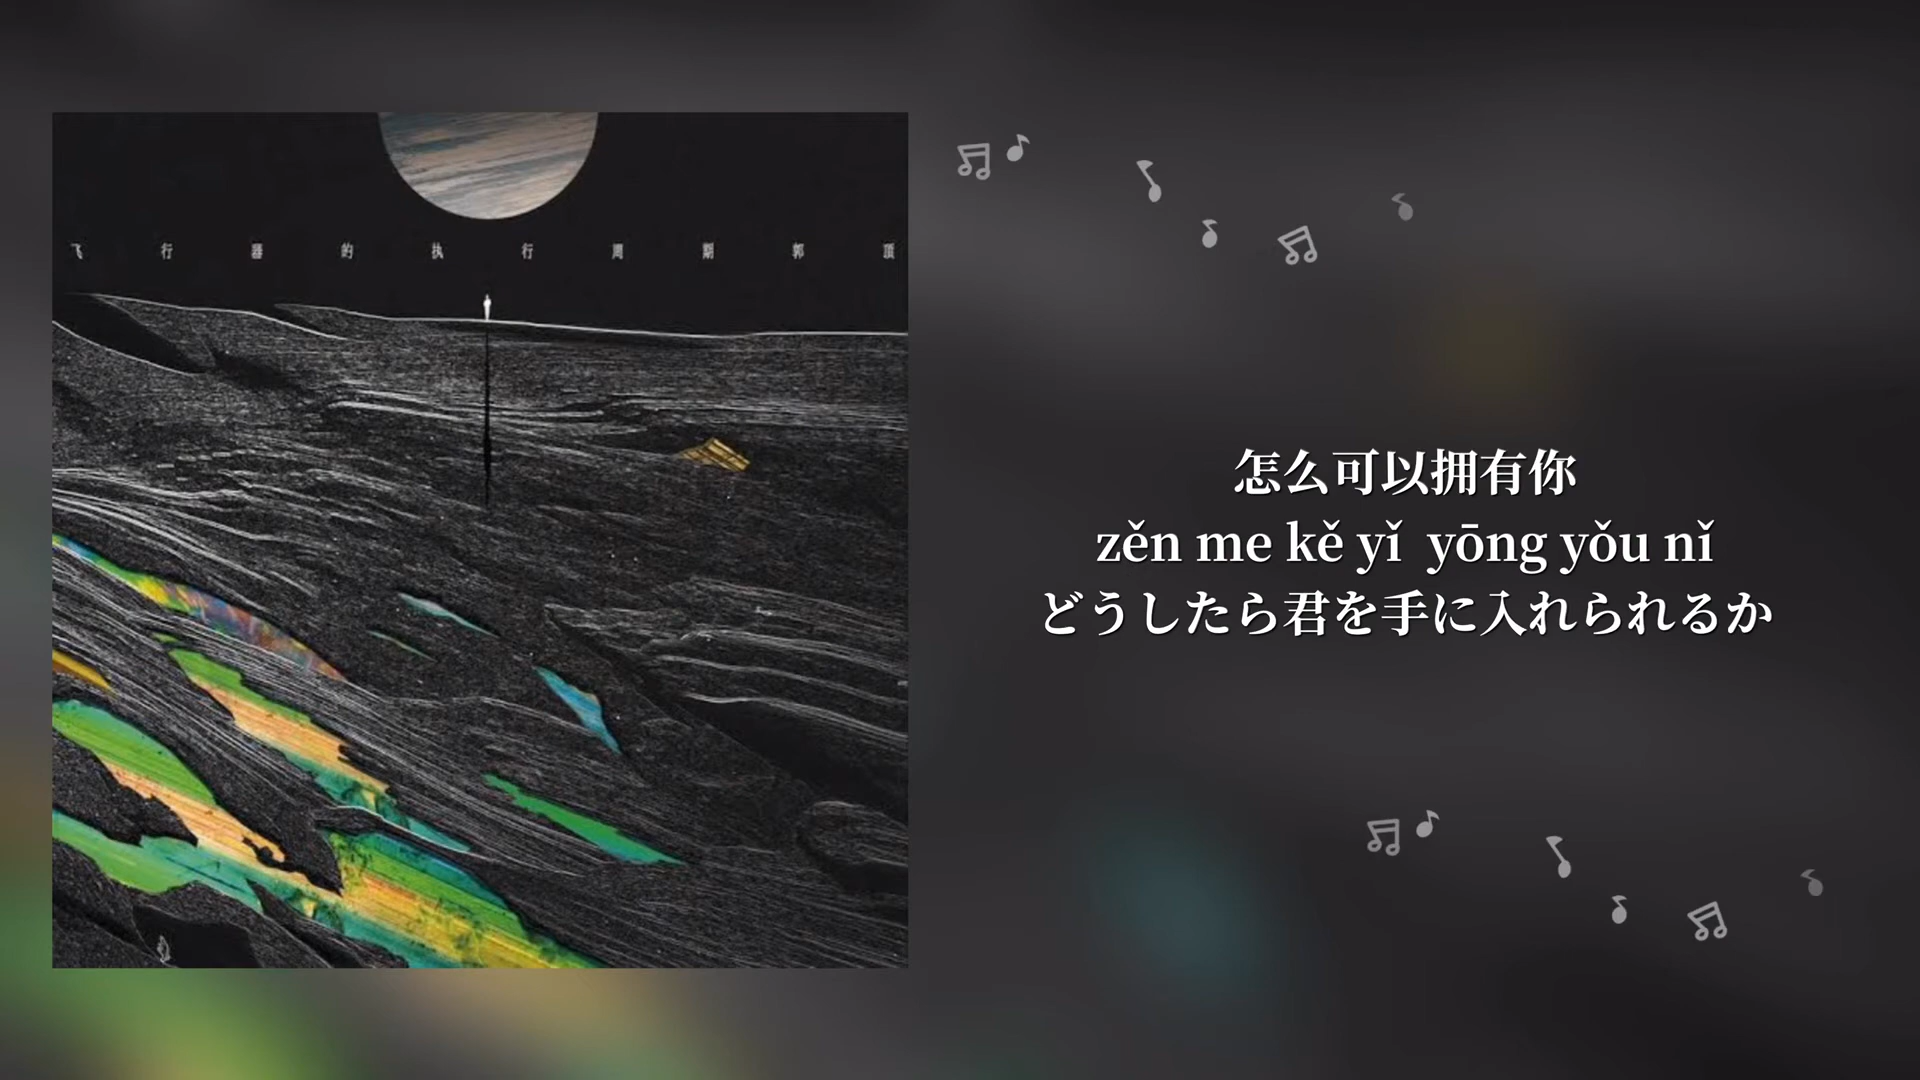 飞行器的执行周期郭顶
怎么可以拥有你
zěn me kě yǐ  yōng yǒu nǐ
どうしたら君を手に入れられるか